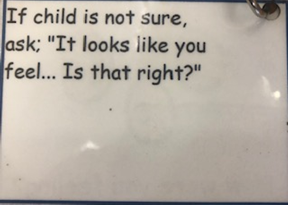 If child is not sure,
ask; "It looks like you
feel... Is that right?"